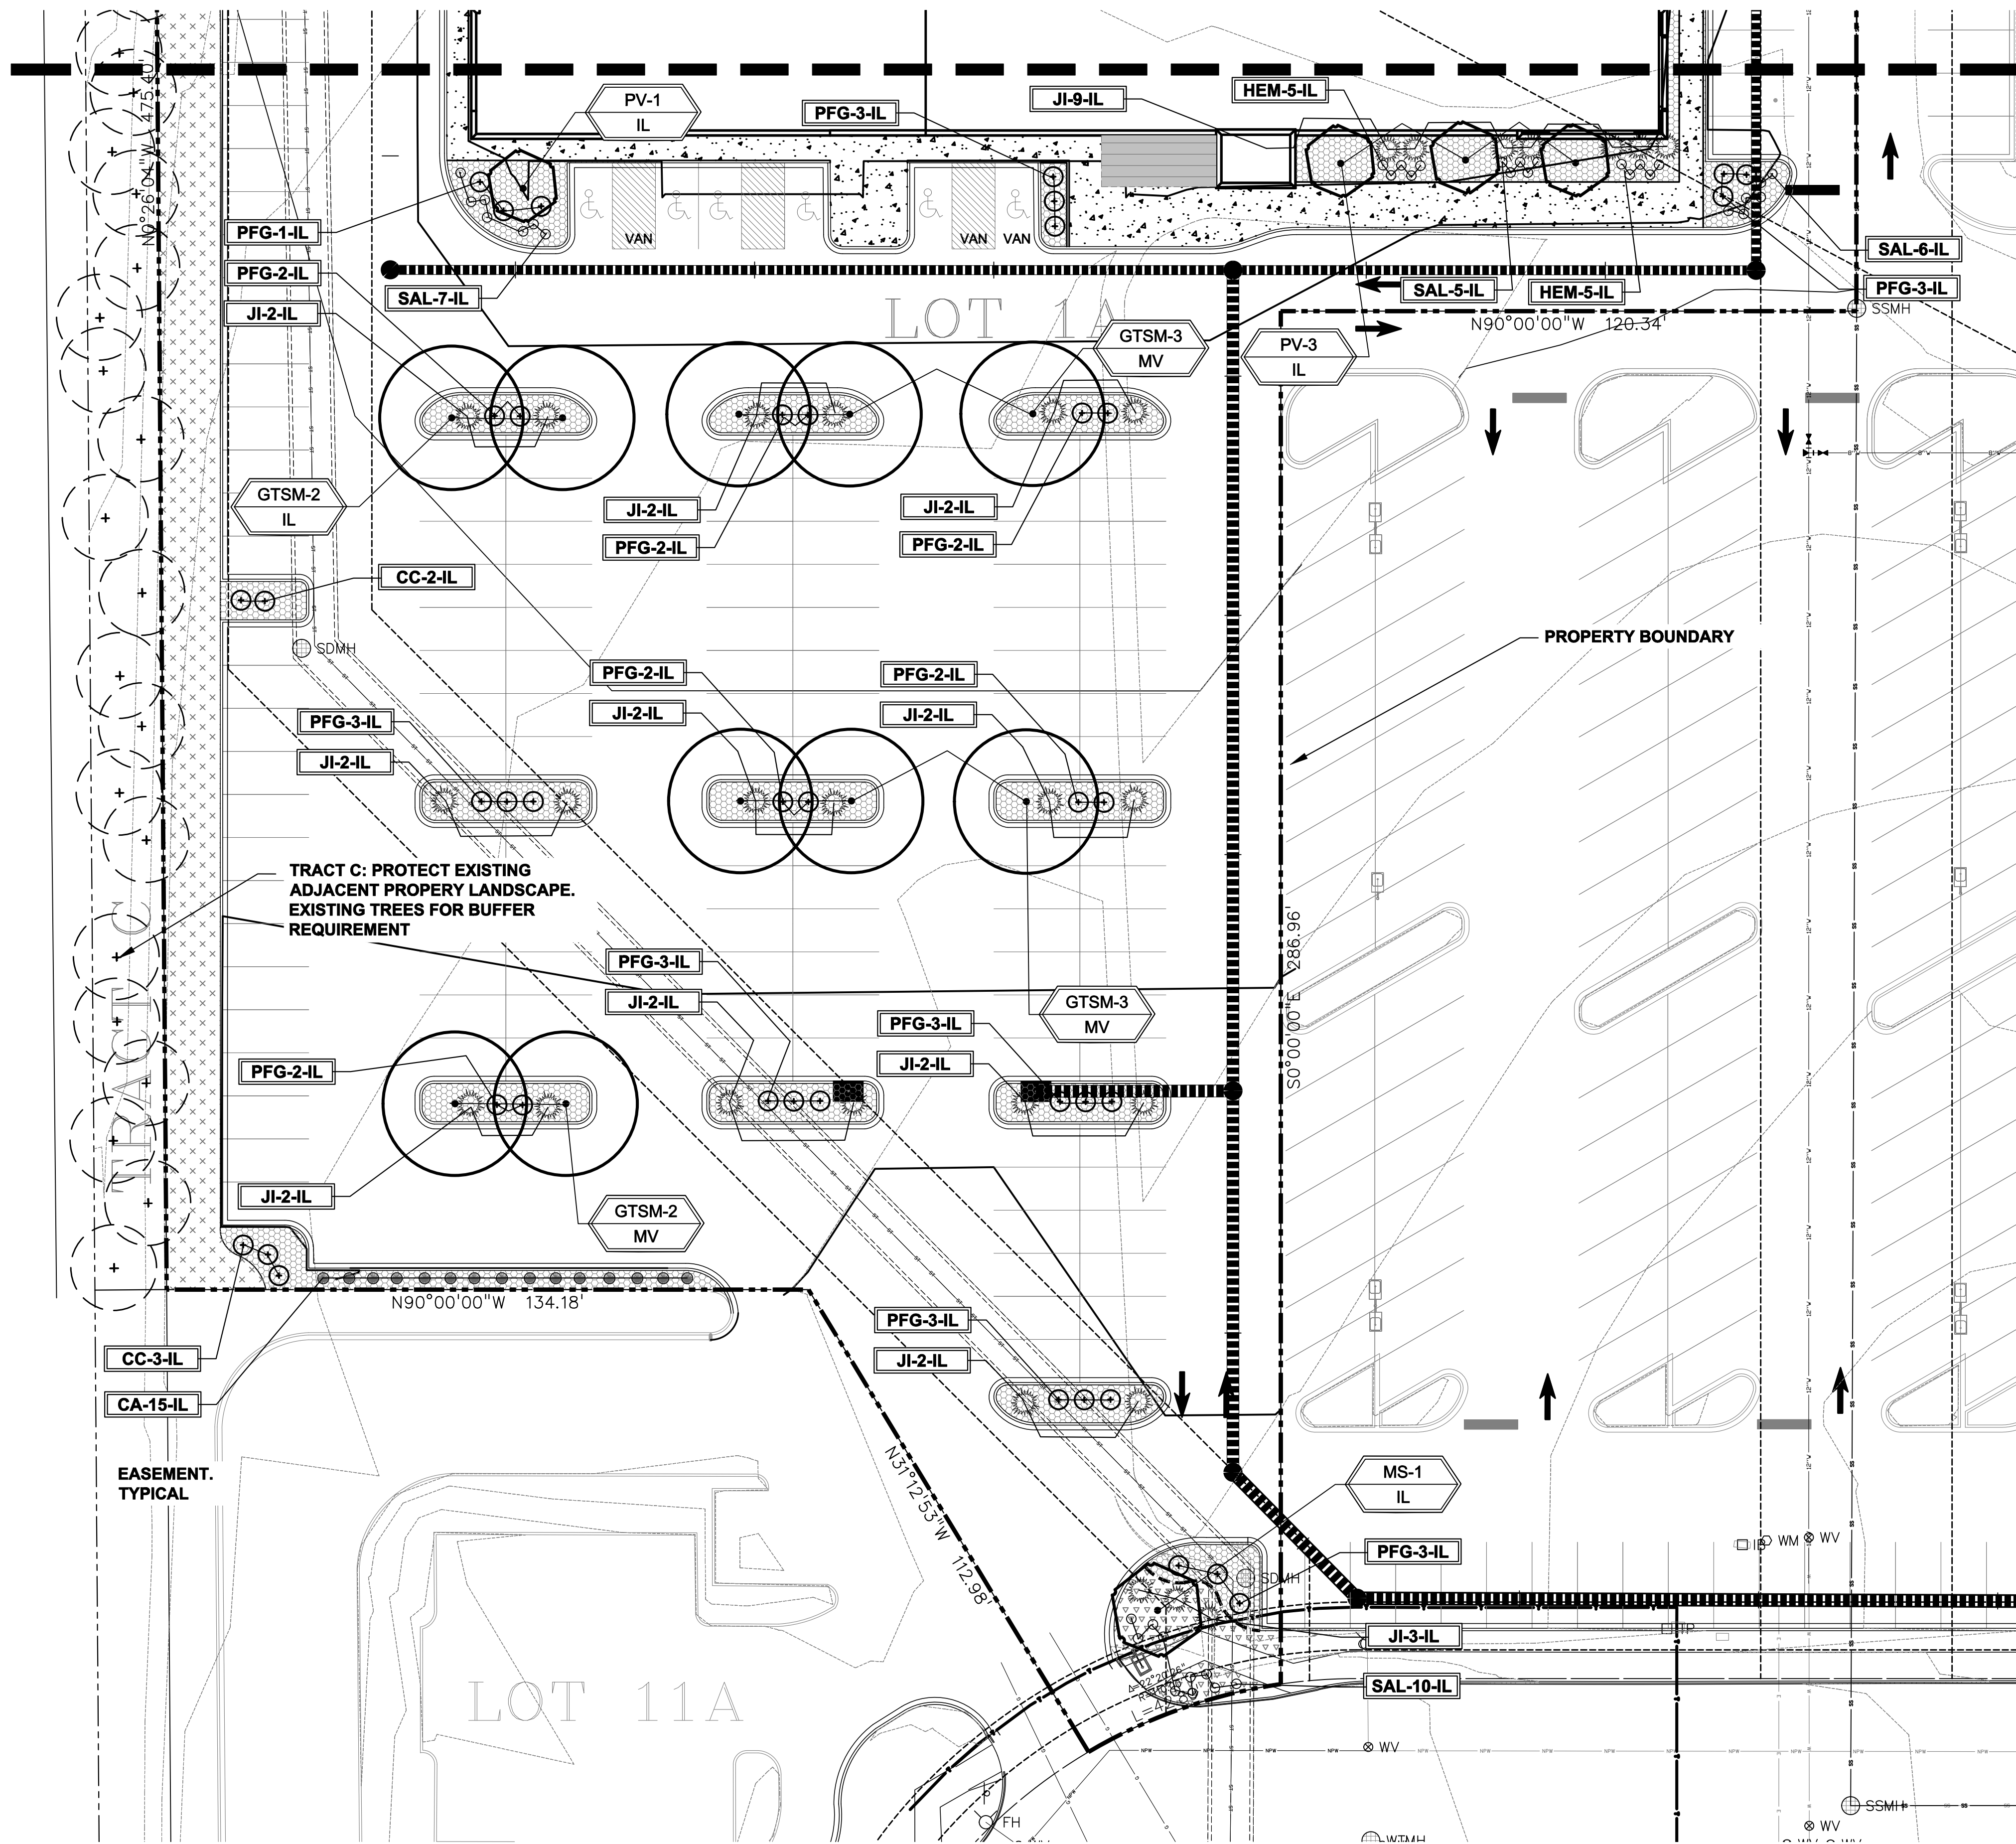 N0°26'04"W 475.40'
PV-1
IL
PFG-3-IL
JI-9-IL
HEM-5-IL
PFG-1-IL
PFG-2-IL
JI-2-IL
SAL-7-IL
VAN
VAN
VAN
LOT 1A
SAL-5-IL
HEM-5-IL
SAL-6-IL
PFG-3-IL
SSMH
N90°00'00"W 120.34'
GTSM-3
MV
PV-3
IL
GTSM-2
IL
JI-2-IL
PFG-2-IL
JI-2-IL
PFG-2-IL
CC-2-IL
SDMH
PROPERTY BOUNDARY
PFG-2-IL
JI-2-IL
PFG-2-IL
JI-2-IL
PFG-3-IL
JI-2-IL
TRACT C: PROTECT EXISTING
ADJACENT PROPERY LANDSCAPE.
EXISTING TREES FOR BUFFER
REQUIREMENT
TRACT C
PFG-3-IL
JI-2-IL
GTSM-3
MV
S0°00'00"E 286.96'
PFG-3-IL
JI-2-IL
PFG-2-IL
JI-2-IL
GTSM-2
MV
N90°00'00"W 134.18'
CC-3-IL
CA-15-IL
PFG-3-IL
JI-2-IL
EASEMENT.
TYPICAL
N31°12'53"W 112.98'
MS-1
IL
PFG-3-IL
SDMH
WM
WV
JI-3-IL
TP
SAL-10-IL
LOT 11A
WV
FH
SSMH
WTMH
WV
WV
WV